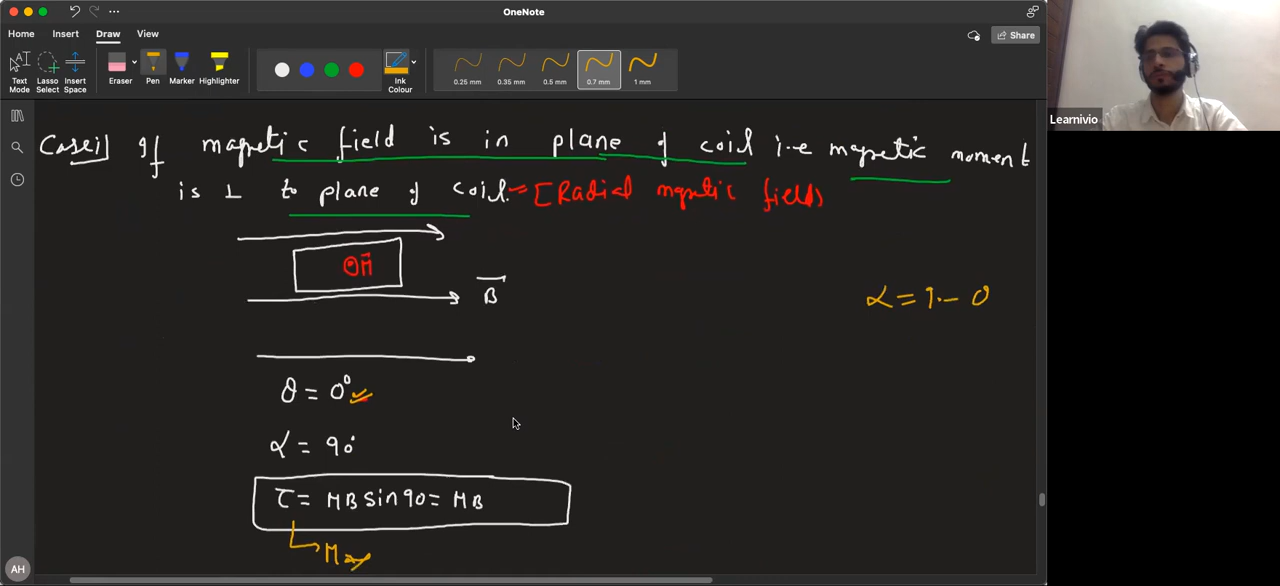 OneNote
Home Insert Draw View
Share
Text Mode
Lasso Select
Insert Space
Eraser
Pen
Marker
Highlighter
Ink Colour
0.25 mm
0.35 mm
0.5 mm
0.7 mm
1 mm
Learnivio
Case i] If magnetic field is in plane of coil i.e magnetic moment
is ⊥ to plane of coil. = [Radial mgnetic field)
⊙M⃗
B⃗
α = 90 - θ
θ = 0°
α = 90°
τ = MB sin 90 = MB
Max
AH